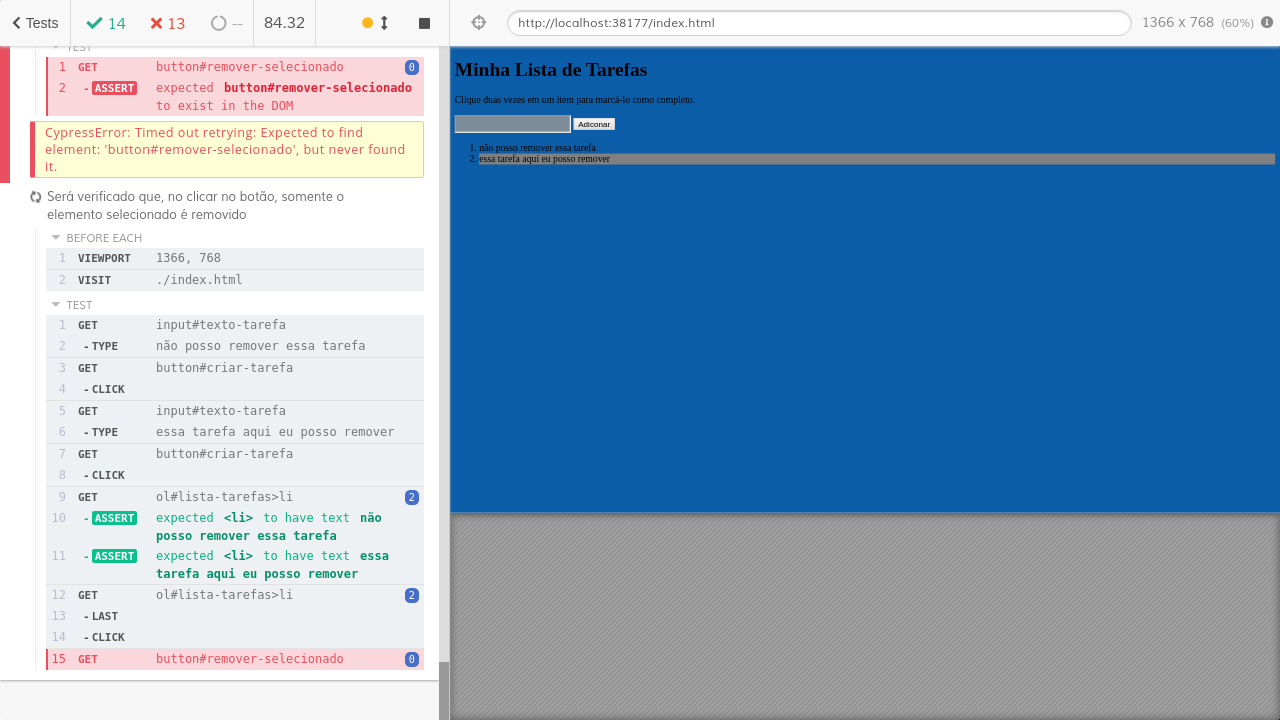 Tests
14
13
--
84.32
http://localhost:38177/index.html
1366 x 768 (60%)
TEST
1 GET button#remover-selecionado 0
2 - ASSERT expected button#remover-selecionado
to exist in the DOM
CypressError: Timed out retrying: Expected to find
element: 'button#remover-selecionado', but never found
it.
Será verificado que, no clicar no botão, somente o
elemento selecionado é removido
BEFORE EACH
1 VIEWPORT 1366, 768
2 VISIT ./index.html
TEST
1 GET input#texto-tarefa
2 - TYPE não posso remover essa tarefa
3 GET button#criar-tarefa
4 - CLICK
5 GET input#texto-tarefa
6 - TYPE essa tarefa aqui eu posso remover
7 GET button#criar-tarefa
8 - CLICK
9 GET ol#lista-tarefas>li 2
10 - ASSERT expected <li> to have text não
posso remover essa tarefa
11 - ASSERT expected <li> to have text essa
tarefa aqui eu posso remover
12 GET ol#lista-tarefas>li 2
13 - LAST
14 - CLICK
15 GET button#remover-selecionado 0
Minha Lista de Tarefas
Clique duas vezes em um item para marcá-lo como completo.
Adiconar
1. não posso remover essa tarefa
2. essa tarefa aqui eu posso remover